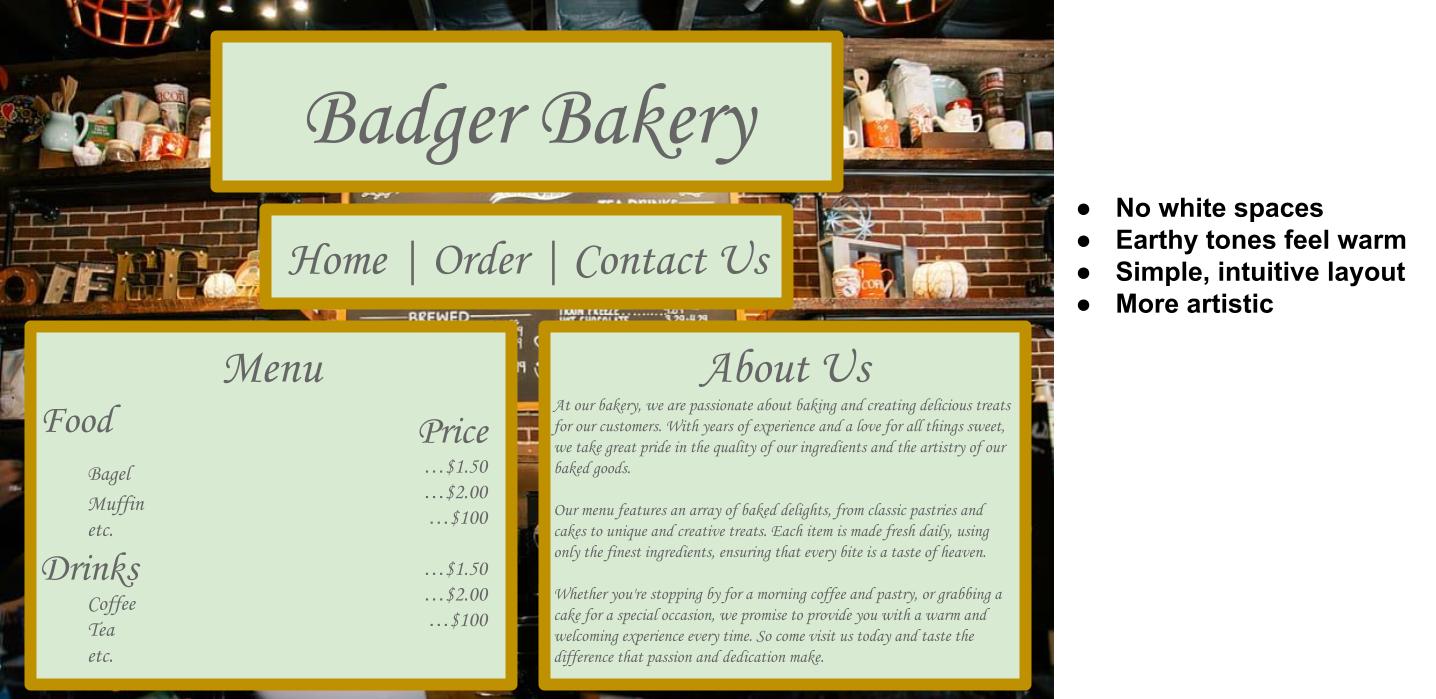 Badger Bakery
TEA DRINKS
Home | Order | Contact Us
COFFEE
BREWED
HOT CHOCOLATE
Menu
Food
Price
Bagel ...$1.50
Muffin ...$2.00
etc. ...$100
Drinks
Coffee ...$1.50
Tea ...$2.00
etc. ...$100
About Us
At our bakery, we are passionate about baking and creating delicious treats
for our customers. With years of experience and a love for all things sweet,
we take great pride in the quality of our ingredients and the artistry of our
baked goods.
Our menu features an array of baked delights, from classic pastries and
cakes to unique and creative treats. Each item is made fresh daily, using
only the finest ingredients, ensuring that every bite is a taste of heaven.
Whether you're stopping by for a morning coffee and pastry, or grabbing a
cake for a special occasion, we promise to provide you with a warm and
welcoming experience every time. So come visit us today and taste the
difference that passion and dedication make.
● No white spaces
● Earthy tones feel warm
● Simple, intuitive layout
● More artistic